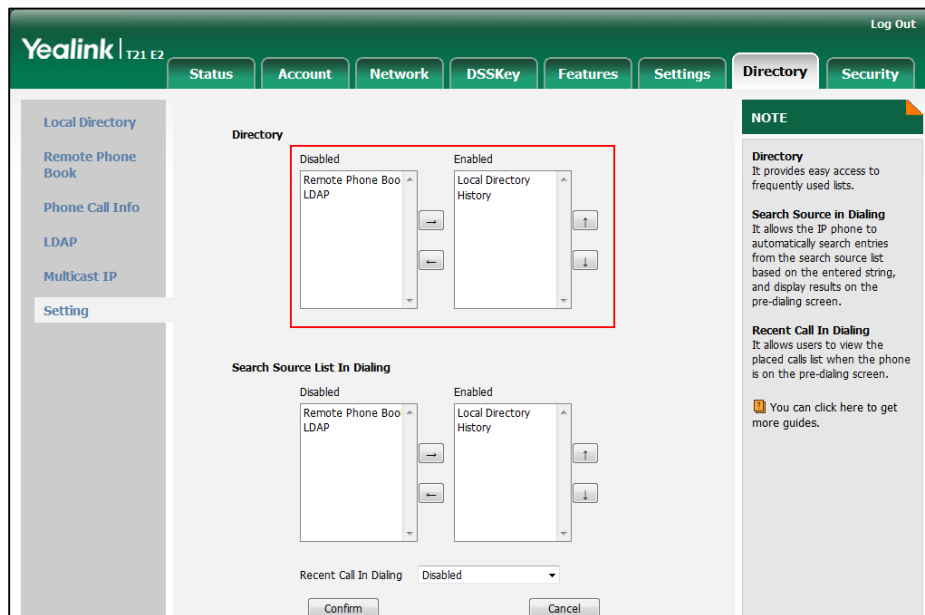 Log Out
Yealink T21 E2
Status
Account
Network
DSSKey
Features
Settings
Directory
Security
Local Directory
Remote Phone
Book
Phone Call Info
LDAP
Multicast IP
Setting
Directory
Disabled
Enabled
Remote Phone Boo
LDAP
→
←
Local Directory
History
↑
↓
Search Source List In Dialing
Disabled
Enabled
Remote Phone Boo
LDAP
→
←
Local Directory
History
↑
↓
Recent Call In Dialing
Disabled
Confirm
Cancel
NOTE
Directory
It provides easy access to
frequently used lists.
Search Source in Dialing
It allows the IP phone to
automatically search entries
from the search source list
based on the entered string,
and display results on the
pre-dialing screen.
Recent Call In Dialing
It allows users to view the
placed calls list when the phone
is on the pre-dialing screen.
? You can click here to get
more guides.